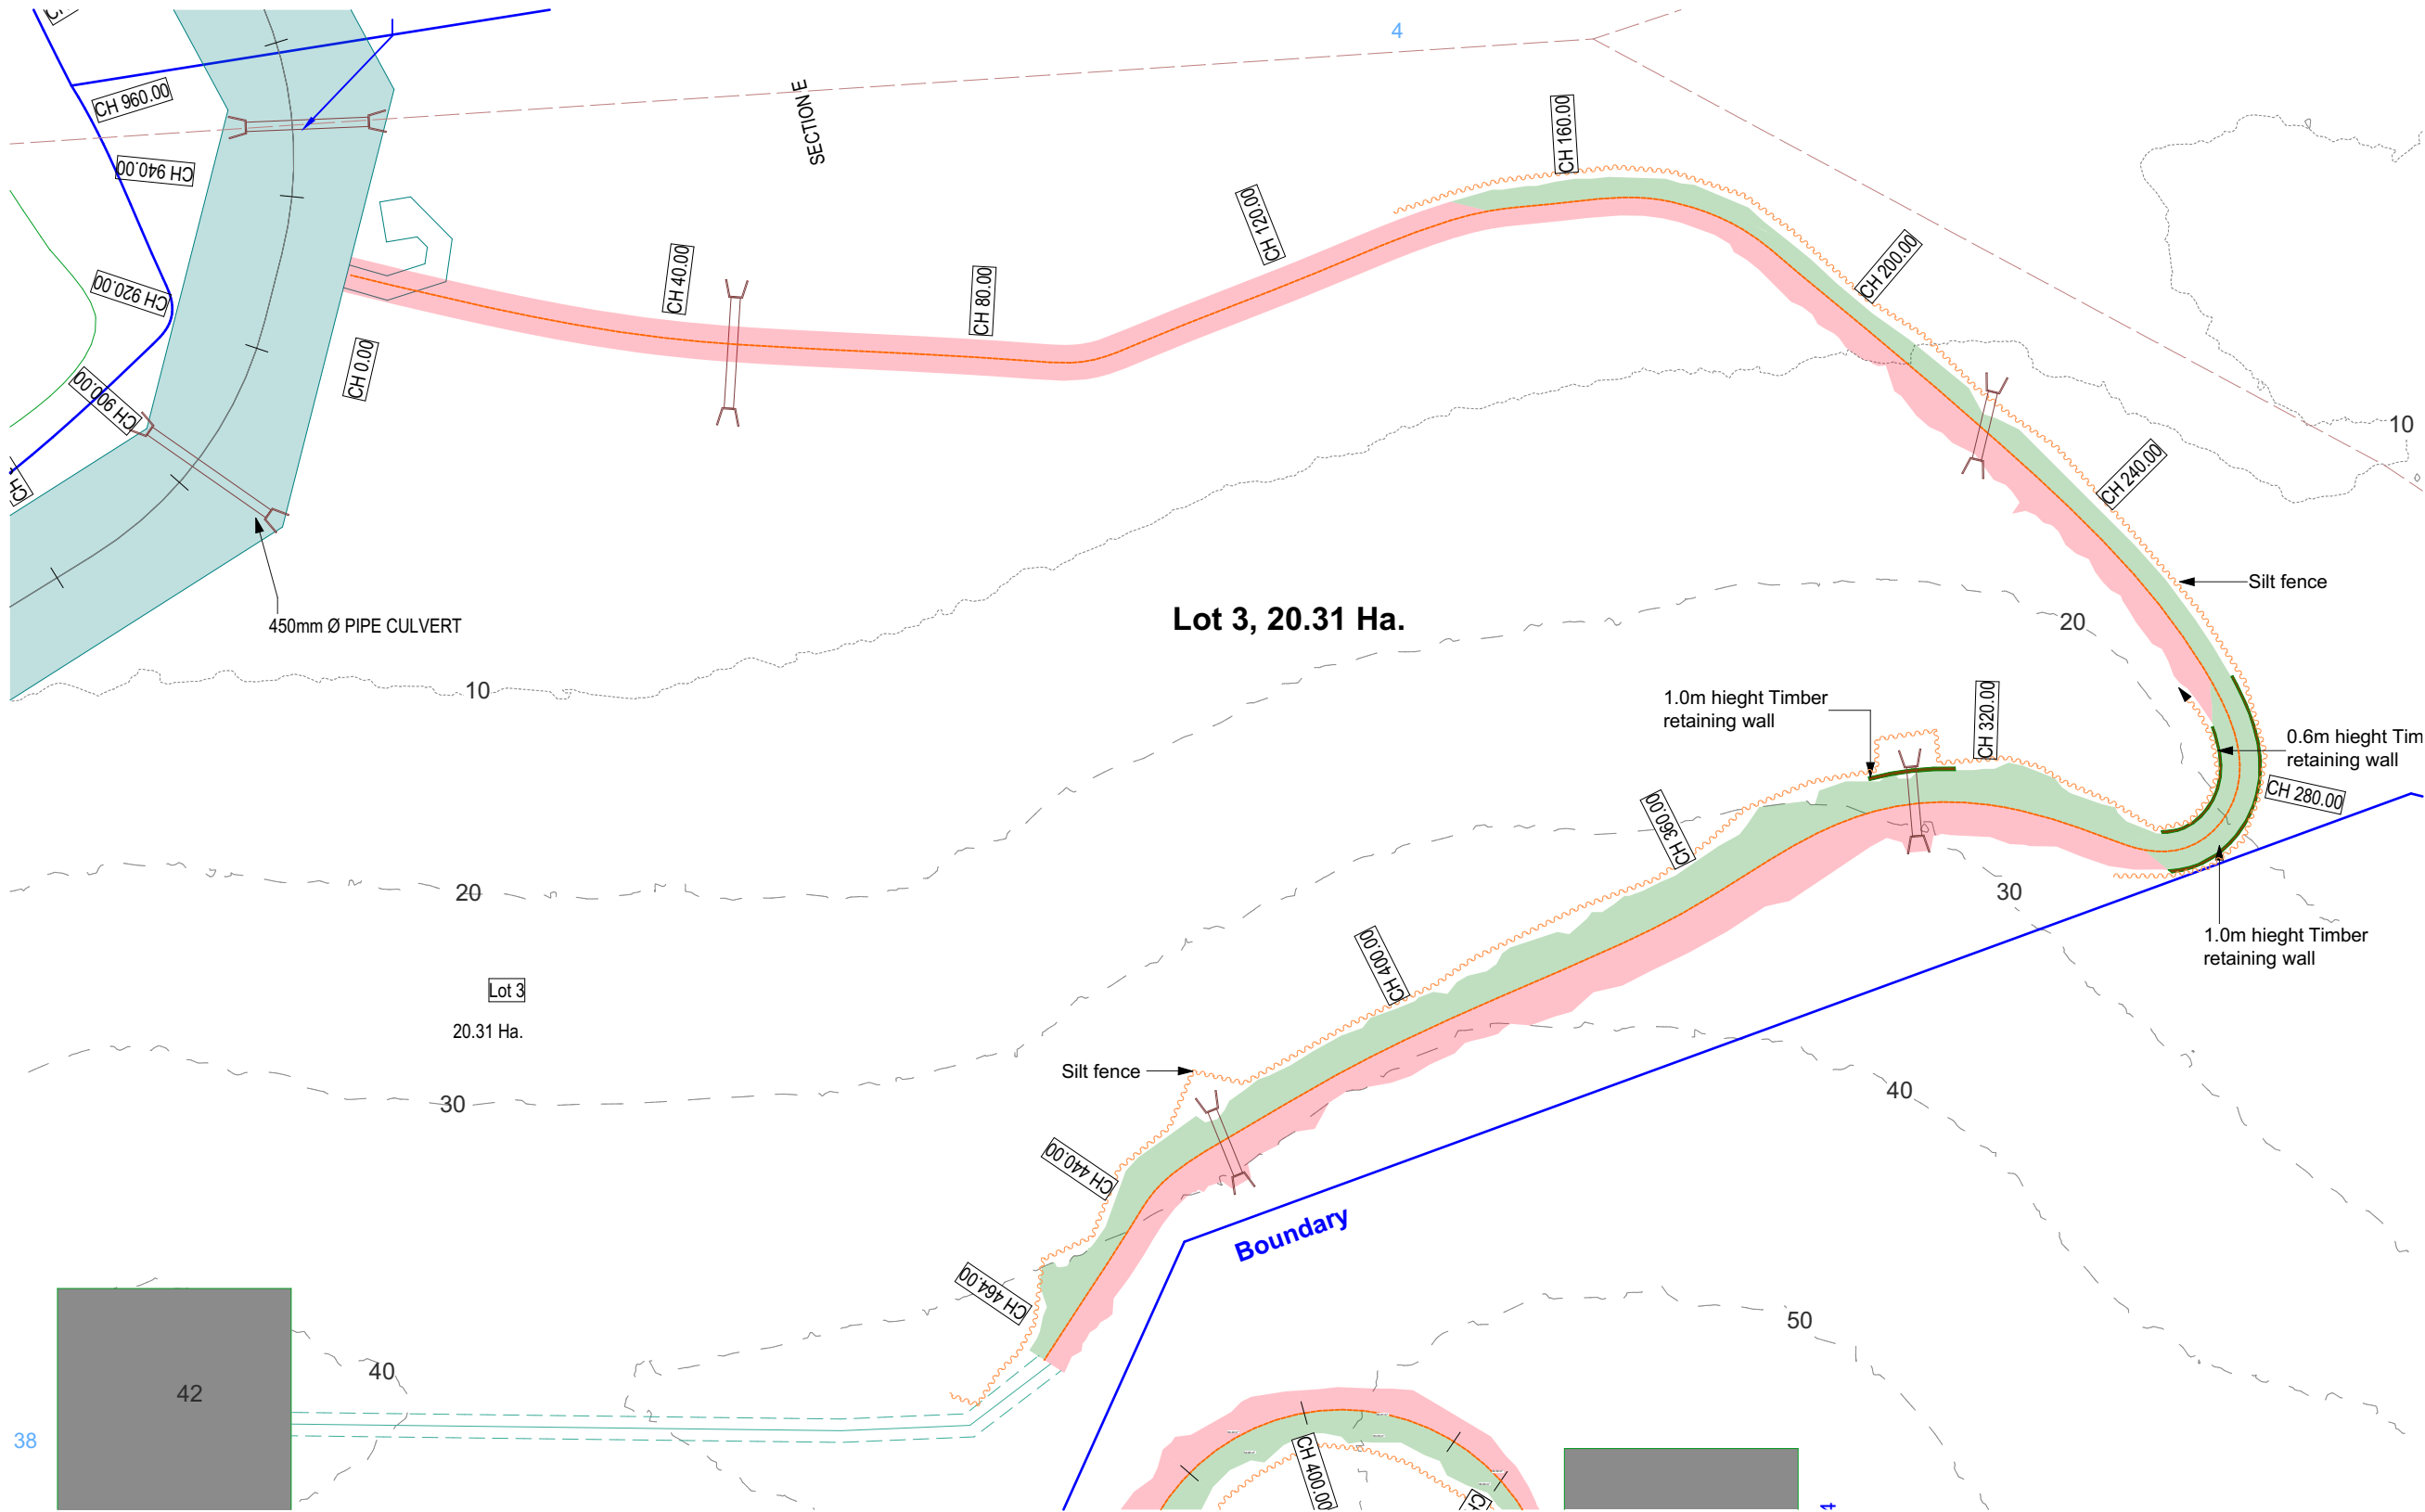 4
CH 960.00
SECTION E
CH 940.00
CH 160.00
CH 120.00
CH 200.00
CH 40.00
CH 80.00
CH 920.00
CH 0.00
CH 900.00
10
CH 240.00
Silt fence
Lot 3, 20.31 Ha.
20
450mm Ø PIPE CULVERT
10
1.0m hieght Timber
retaining wall
CH 320.00
0.6m hieght Tim
retaining wall
CH 280.00
CH 360.00
20
30
1.0m hieght Timber
retaining wall
CH 400.00
Lot 3
20.31 Ha.
Silt fence
30
40
CH 440.00
Boundary
CH 464.00
50
40
42
38
CH 400.00
CH